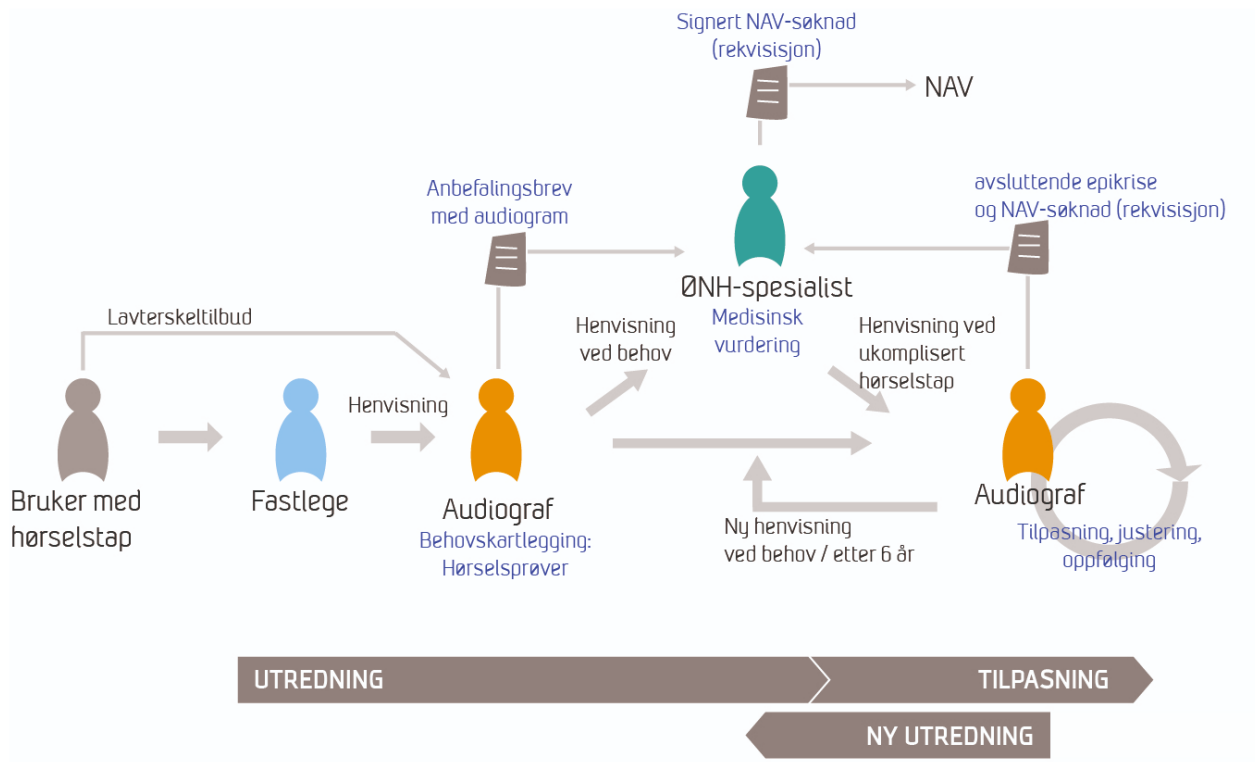 Signert NAV-søknad
(rekvisisjon)
NAV
Anbefalingsbrev
med audiogram
avsluttende epikrise
og NAV-søknad (rekvisisjon)
ØNH-spesialist
Medisinsk
vurdering
Lavterskeltilbud
Henvisning
ved behov
Henvisning ved
ukomplisert
hørselstap
Henvisning
Bruker med
hørselstap
Fastlege
Audiograf
Behovskartlegging:
Hørselsprøver
Ny henvisning
ved behov / etter 6 år
Audiograf
Tilpasning, justering,
oppfølging
UTREDNING
TILPASNING
NY UTREDNING